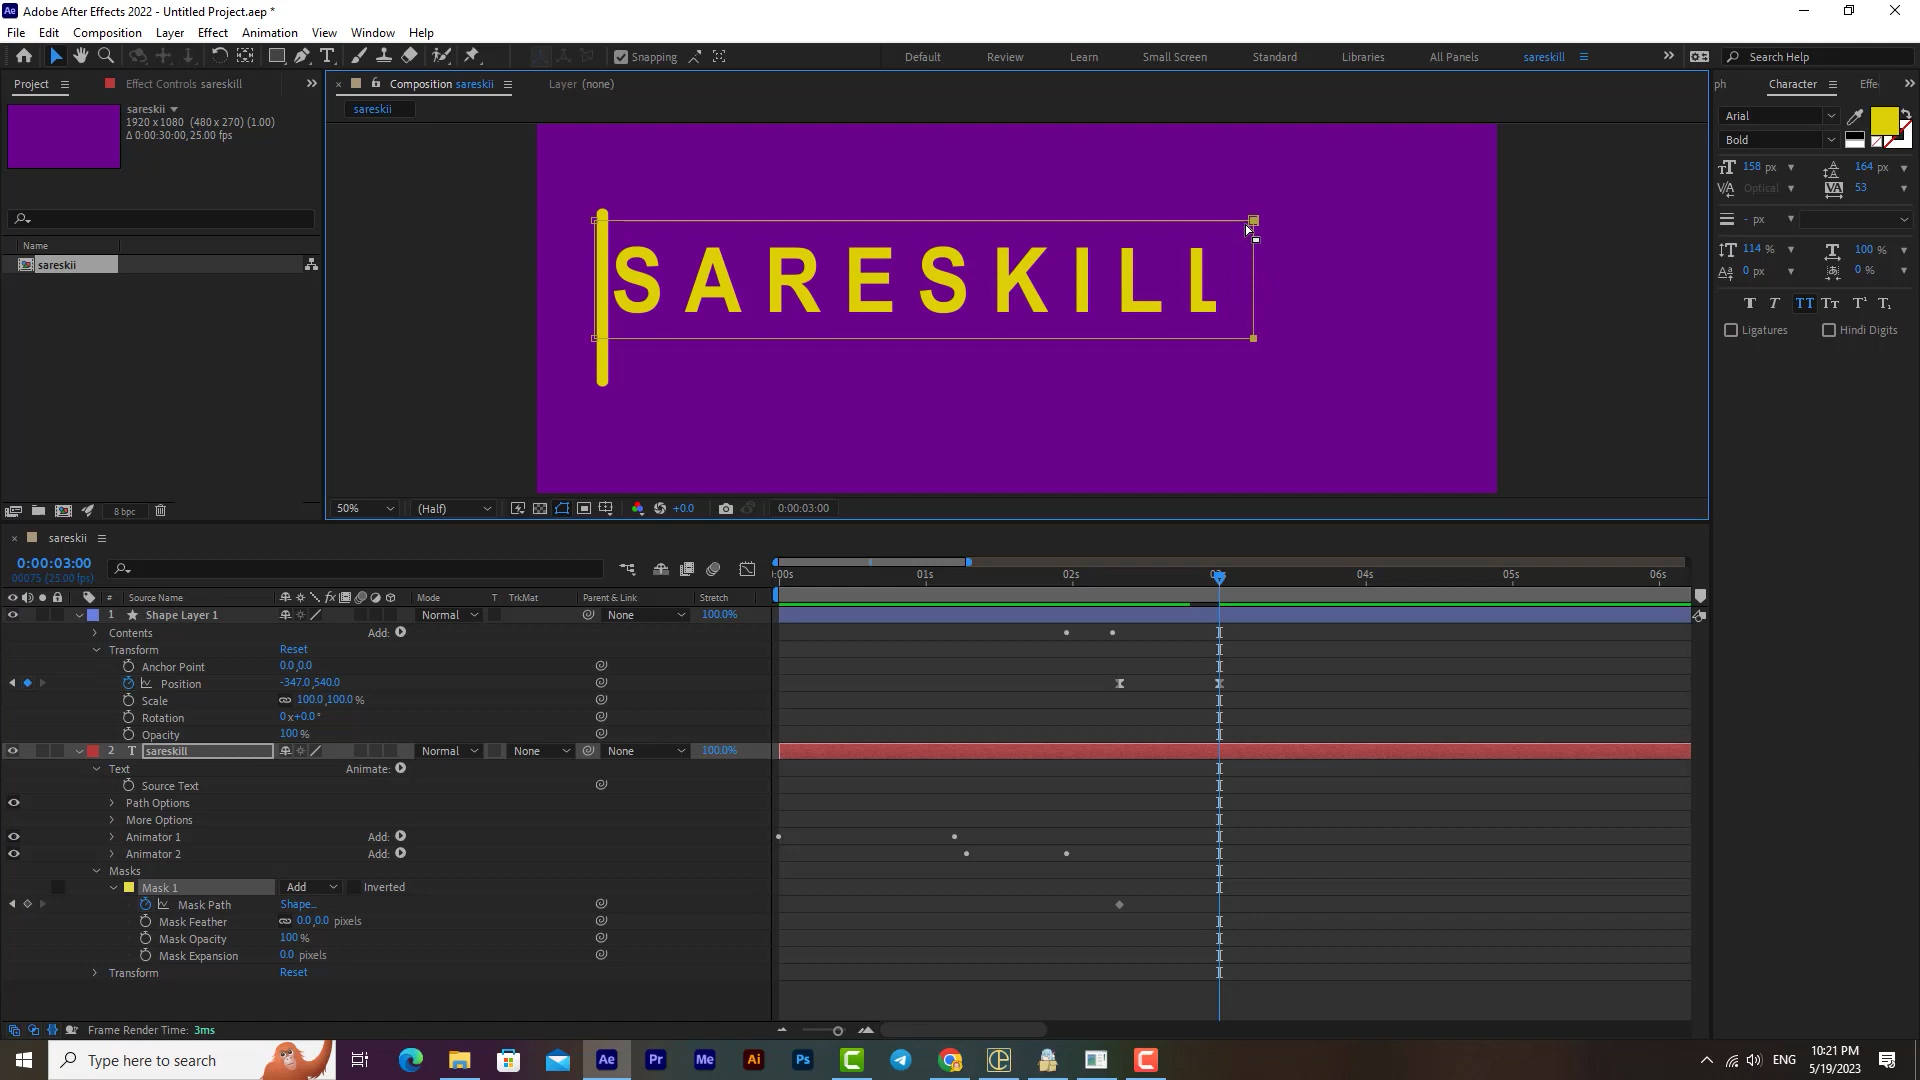 Adobe After Effects 2022 - Untitled Project.aep *
File Edit Composition Layer Effect Animation View Window Help
Snapping Default Review Learn Small Screen Standard Libraries All Panels sareskill Search Help
Project Effect Controls sareskill
Composition sareskii Layer (none)
Character Effe
sareskii
sareskii
1920 x 1080 (480 x 270) (1.00)
Δ 0:00:30:00, 25.00 fps
Name
sareskii
8 bpc
SARESKILL
50% (Half) +0.0 0:00:03:00
Arial
Bold
158 px 164 px
Optical 53
- px
114 % 100 %
0 px 0 %
Ligatures Hindi Digits
sareskii
0:00:03:00
00075 (25.00 fps)
:00s 01s 02s 04s 05s 06s
# Source Name Mode T TrkMat Parent & Link Stretch
1 Shape Layer 1 Normal None 100.0%
Contents Add:
Transform Reset
Anchor Point 0.0,0.0
Position -347.0,540.0
Scale 100.0,100.0 %
Rotation 0x+0.0°
Opacity 100 %
2 T sareskill Normal None None 100.0%
Text Animate:
Source Text
Path Options
More Options
Animator 1 Add:
Animator 2 Add:
Masks
Mask 1 Add Inverted
Mask Path Shape...
Mask Feather 0.0,0.0 pixels
Mask Opacity 100 %
Mask Expansion 0.0 pixels
Transform Reset
Frame Render Time: 3ms
Type here to search
Ae Pr Me Ai Ps
ENG
10:21 PM
5/19/2023